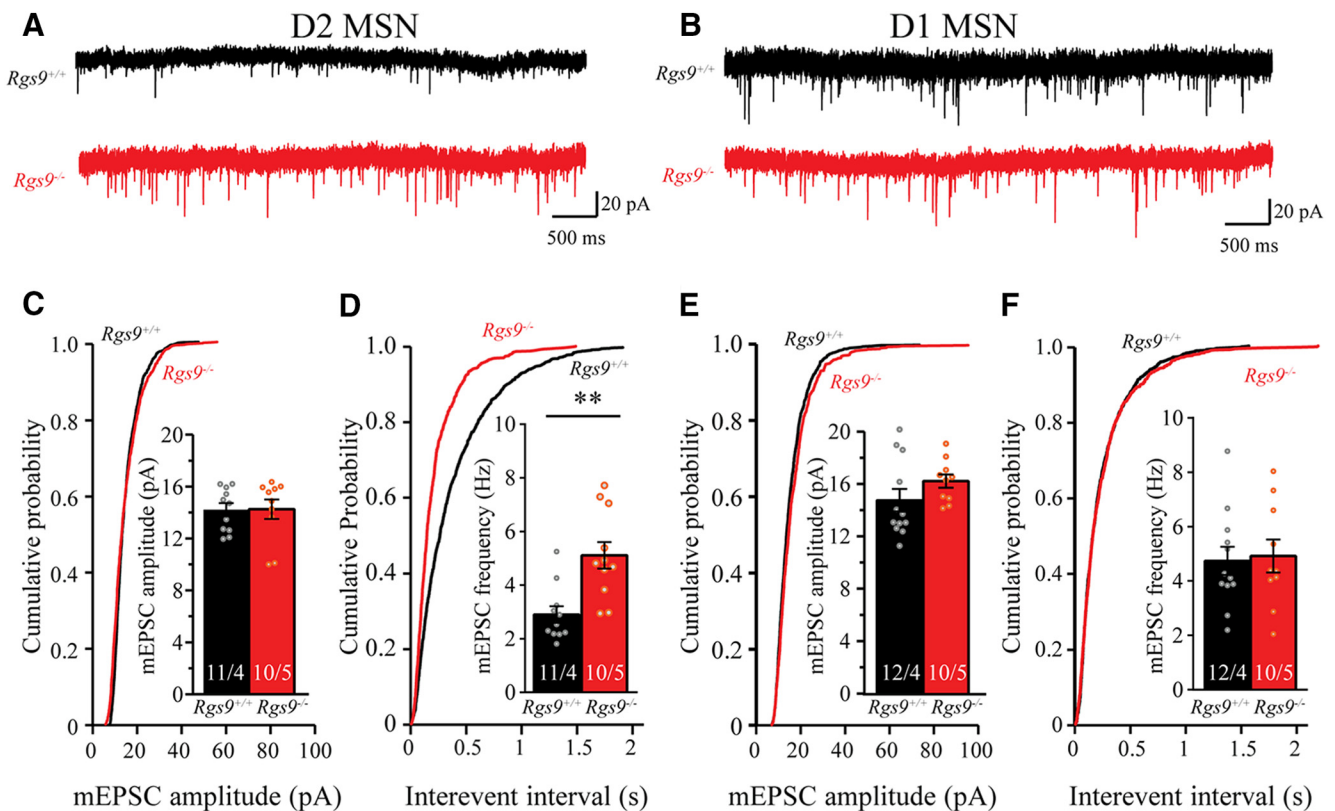 A
D2 MSN
B
D1 MSN
Rgs9+/+
Rgs9+/+
Rgs9-/-
Rgs9-/-
20 pA
500 ms
20 pA
500 ms
C
D
E
F
Rgs9+/+
Rgs9-/-
1.0
0.8
0.6
0.4
0.2
0
Cumulative probability
0 20 40 60 80 100
mEPSC amplitude (pA)
20
16
12
8
4
0
mEPSC amplitude (pA)
11/4 10/5
Rgs9+/+ Rgs9-/-
Rgs9-/-
Rgs9+/+
1.0
0.8
0.6
0.4
0.2
0
Cumulative Probability
0 0.5 1 1.5 2
Interevent interval (s)
**
10
8
6
4
2
0
mEPSC frequency (Hz)
11/4 10/5
Rgs9+/+ Rgs9-/-
Rgs9+/+
Rgs9-/-
1.0
0.8
0.6
0.4
0.2
0
Cumulative probability
0 20 40 60 80 100
mEPSC amplitude (pA)
20
16
12
8
4
0
mEPSC amplitude (pA)
12/4 10/5
Rgs9+/+ Rgs9-/-
Rgs9+/+
Rgs9-/-
1.0
0.8
0.6
0.4
0.2
0
Cumulative probability
0 0.5 1 1.5 2
Interevent interval (s)
10
8
6
4
2
0
mEPSC frequency (Hz)
12/4 10/5
Rgs9+/+ Rgs9-/-